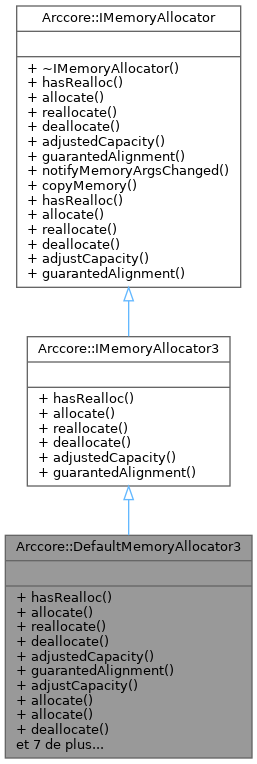 Arccore::IMemoryAllocator
+ ~IMemoryAllocator()
+ hasRealloc()
+ allocate()
+ reallocate()
+ deallocate()
+ adjustedCapacity()
+ guarantedAlignment()
+ notifyMemoryArgsChanged()
+ copyMemory()
+ hasRealloc()
+ allocate()
+ reallocate()
+ deallocate()
+ adjustCapacity()
+ guarantedAlignment()
Arccore::IMemoryAllocator3
+ hasRealloc()
+ allocate()
+ reallocate()
+ deallocate()
+ adjustedCapacity()
+ guarantedAlignment()
Arccore::DefaultMemoryAllocator3
+ hasRealloc()
+ allocate()
+ reallocate()
+ deallocate()
+ adjustedCapacity()
+ guarantedAlignment()
+ adjustCapacity()
+ allocate()
+ allocate()
+ deallocate()
et 7 de plus...